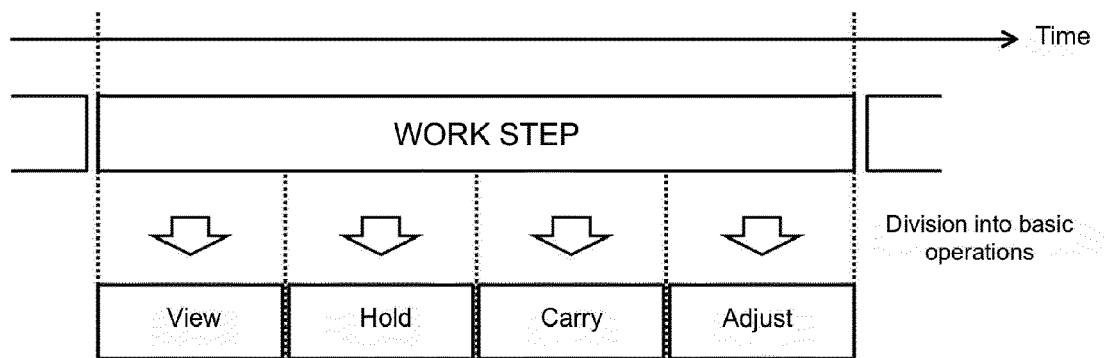 Time
WORK STEP
Division into basic
operations
View
Hold
Carry
Adjust